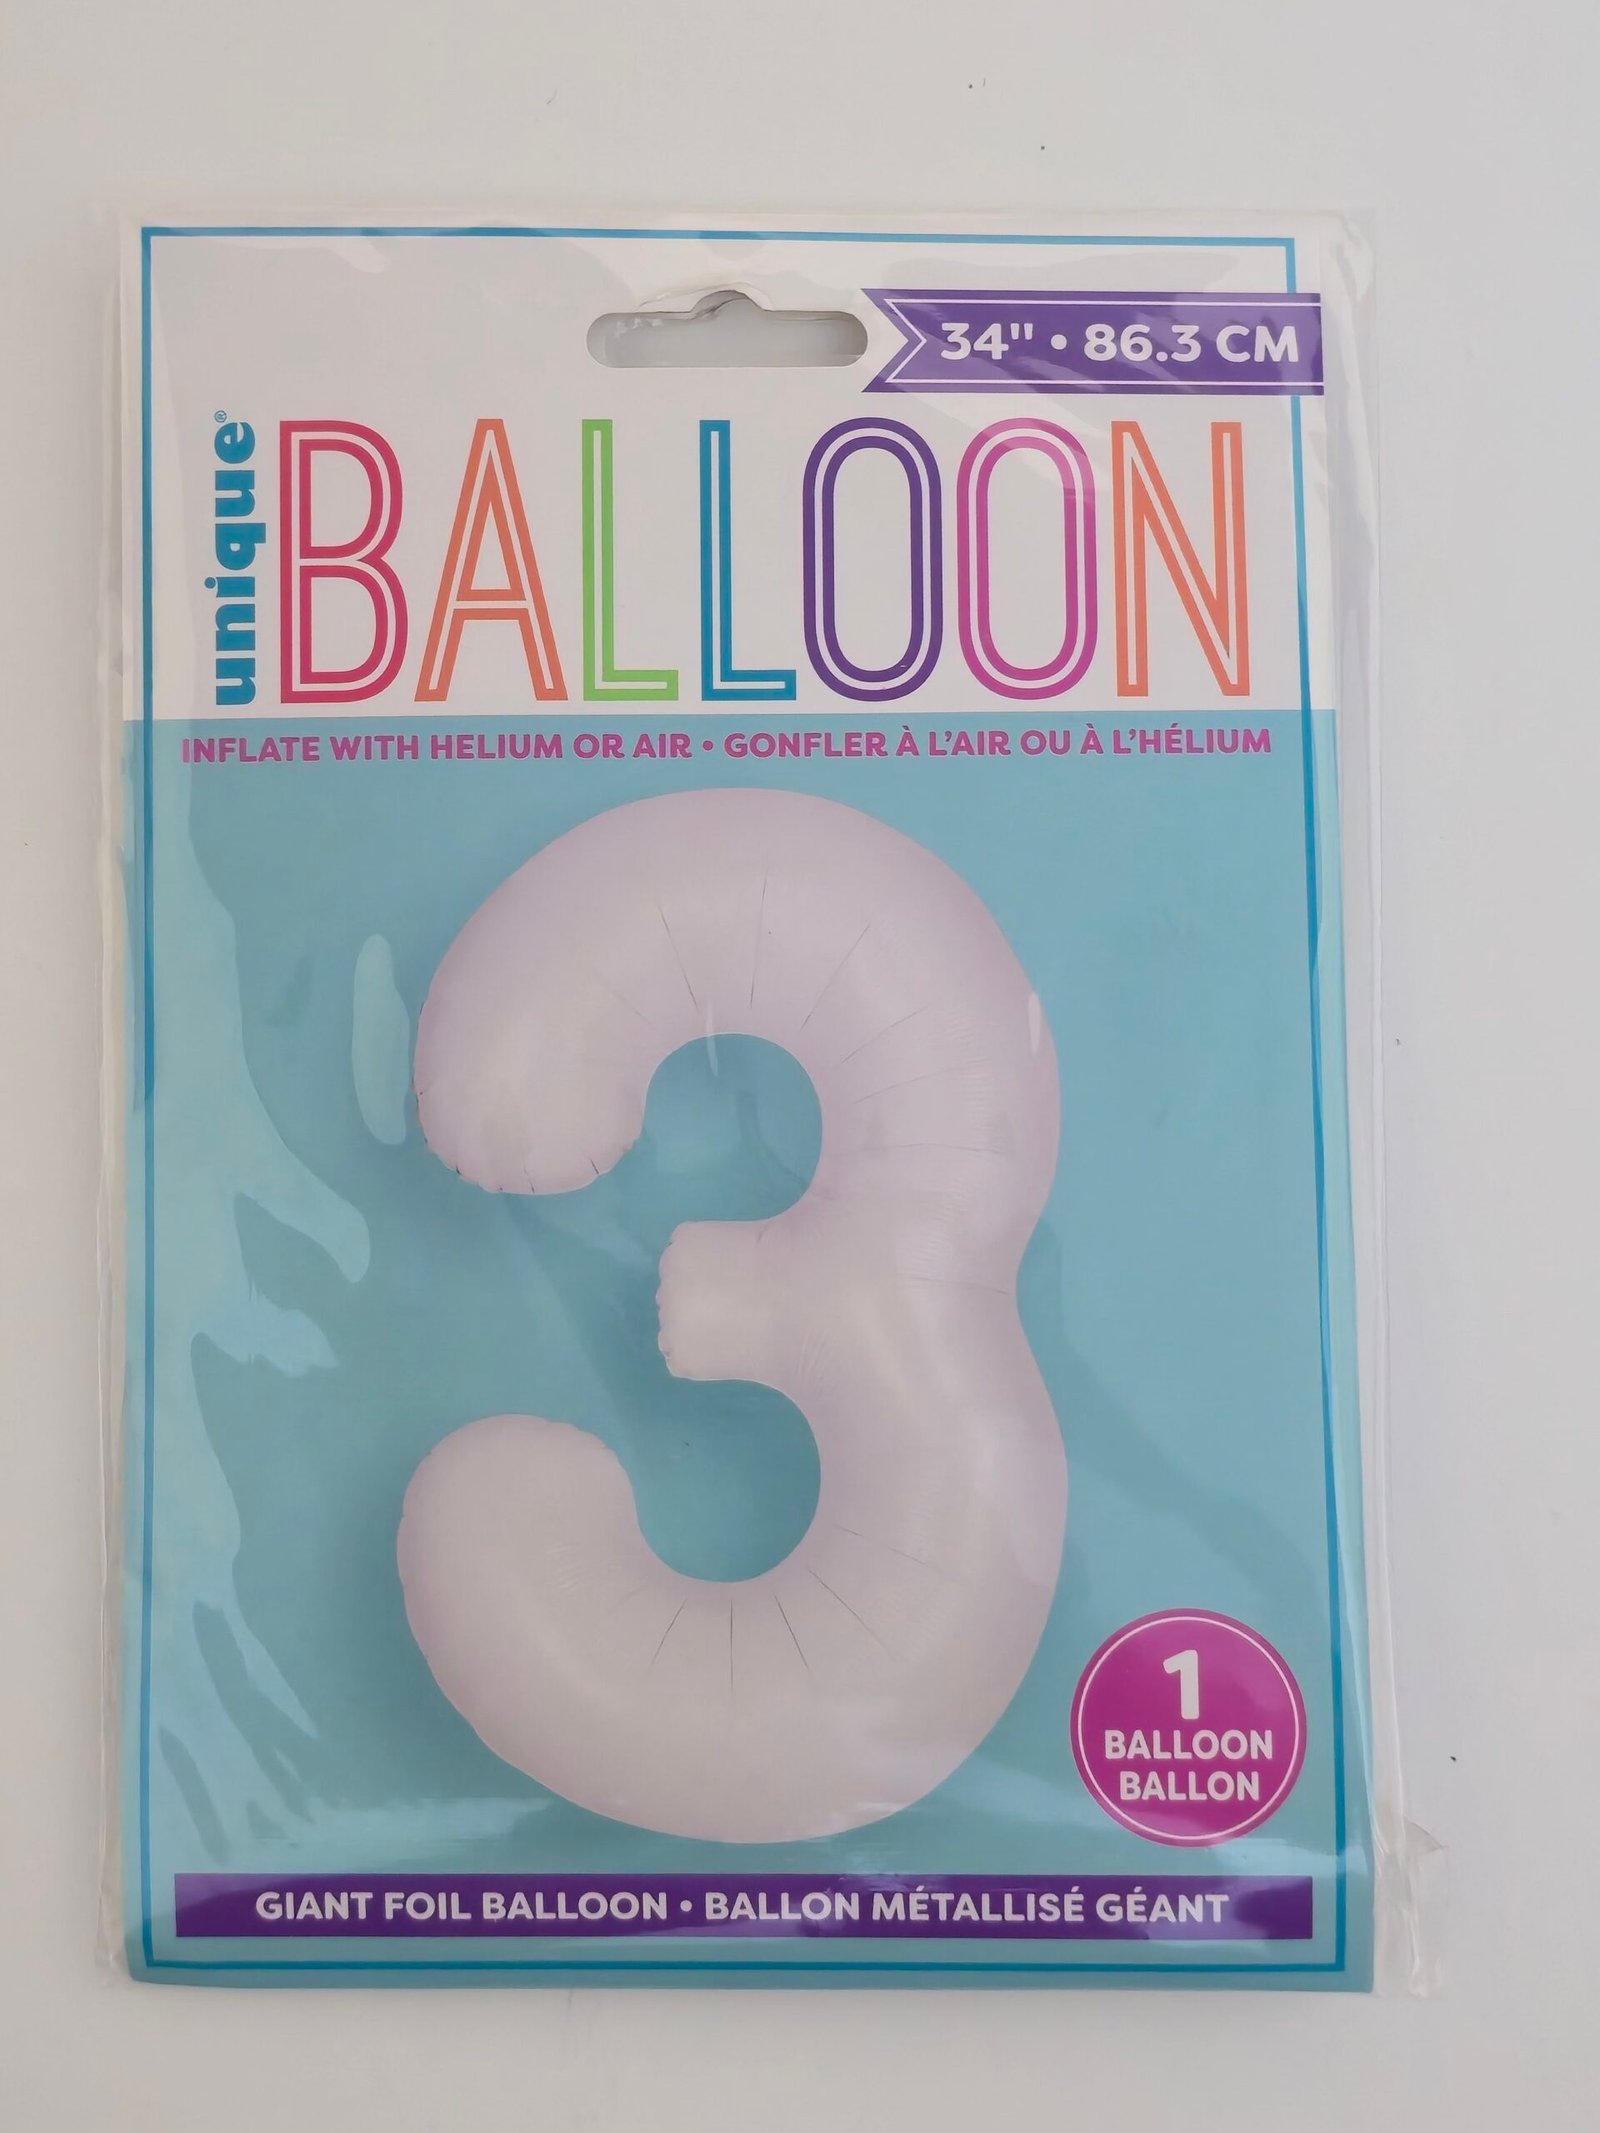 34" • 86.3 CM
unique®
BALLOON
INFLATE WITH HELIUM OR AIR • GONFLER À L'AIR OU À L'HÉLIUM
3
1
BALLOON
BALLON
GIANT FOIL BALLOON • BALLON MÉTALLISÉ GÉANT